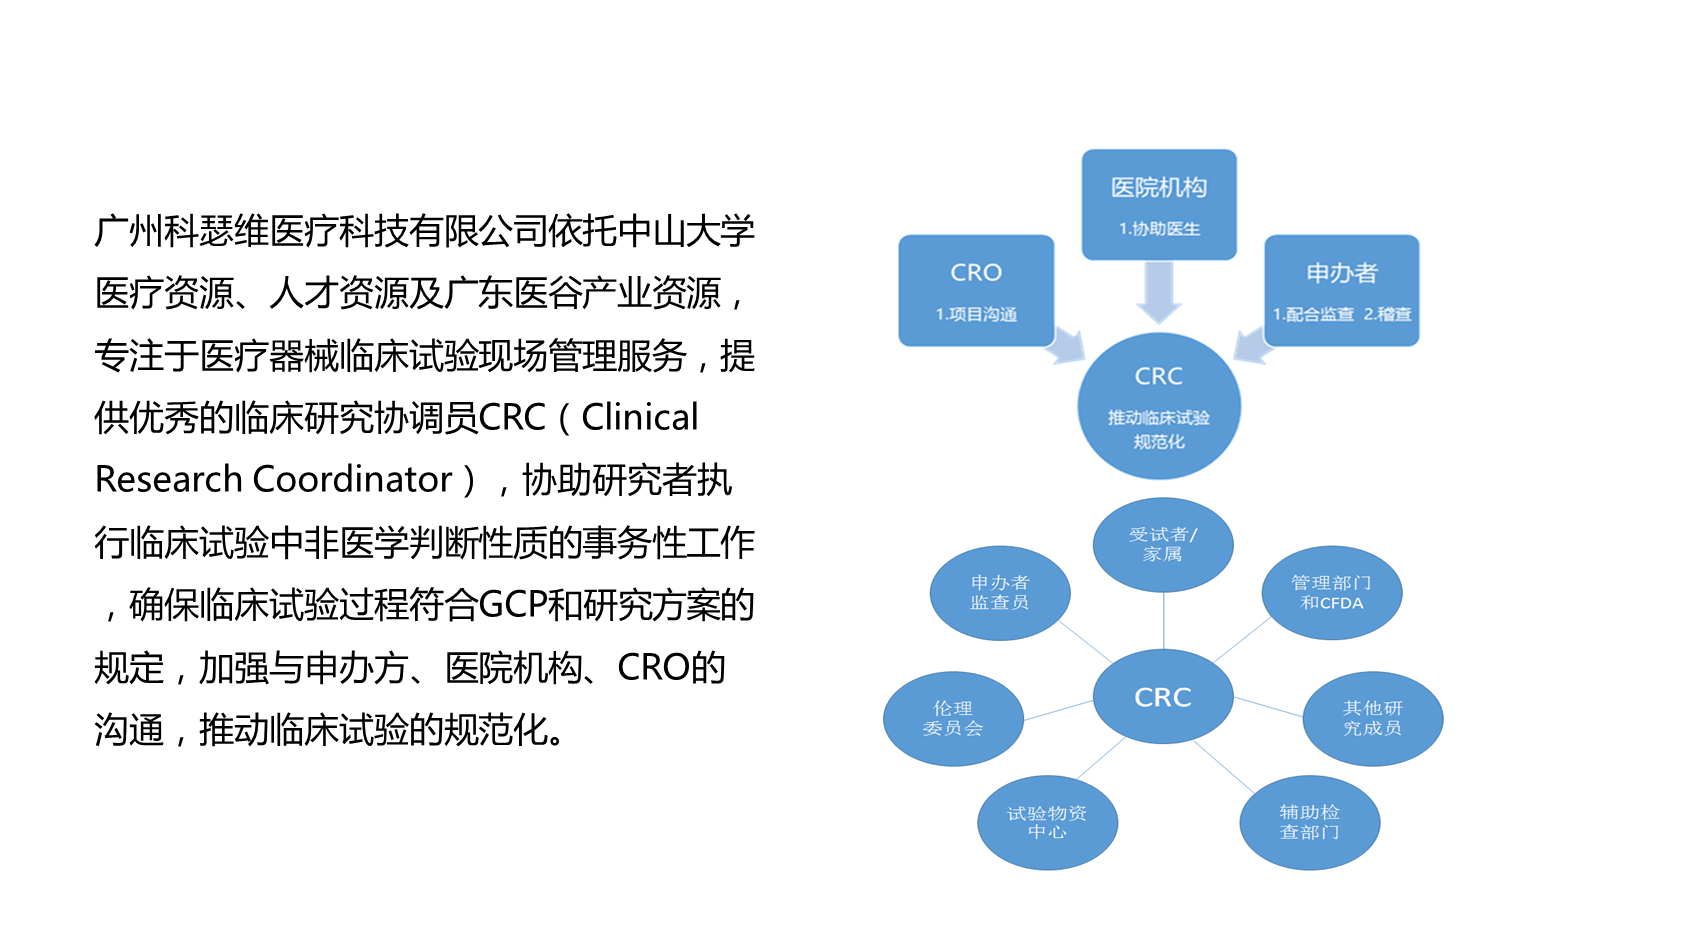 广州科瑟维医疗科技有限公司依托中山大学
医疗资源、人才资源及广东医谷产业资源，
专注于医疗器械临床试验现场管理服务，提
供优秀的临床研究协调员CRC（Clinical
Research Coordinator），协助研究者执
行临床试验中非医学判断性质的事务性工作
，确保临床试验过程符合GCP和研究方案的
规定，加强与申办方、医院机构、CRO的
沟通，推动临床试验的规范化。
医院机构
1.协助医生
CRO
1.项目沟通
申办者
1.配合监查 2.稽查
CRC
推动临床试验
规范化
受试者/
家属
申办者
监查员
管理部门
和CFDA
CRC
伦理
委员会
其他研
究成员
试验物资
中心
辅助检
查部门